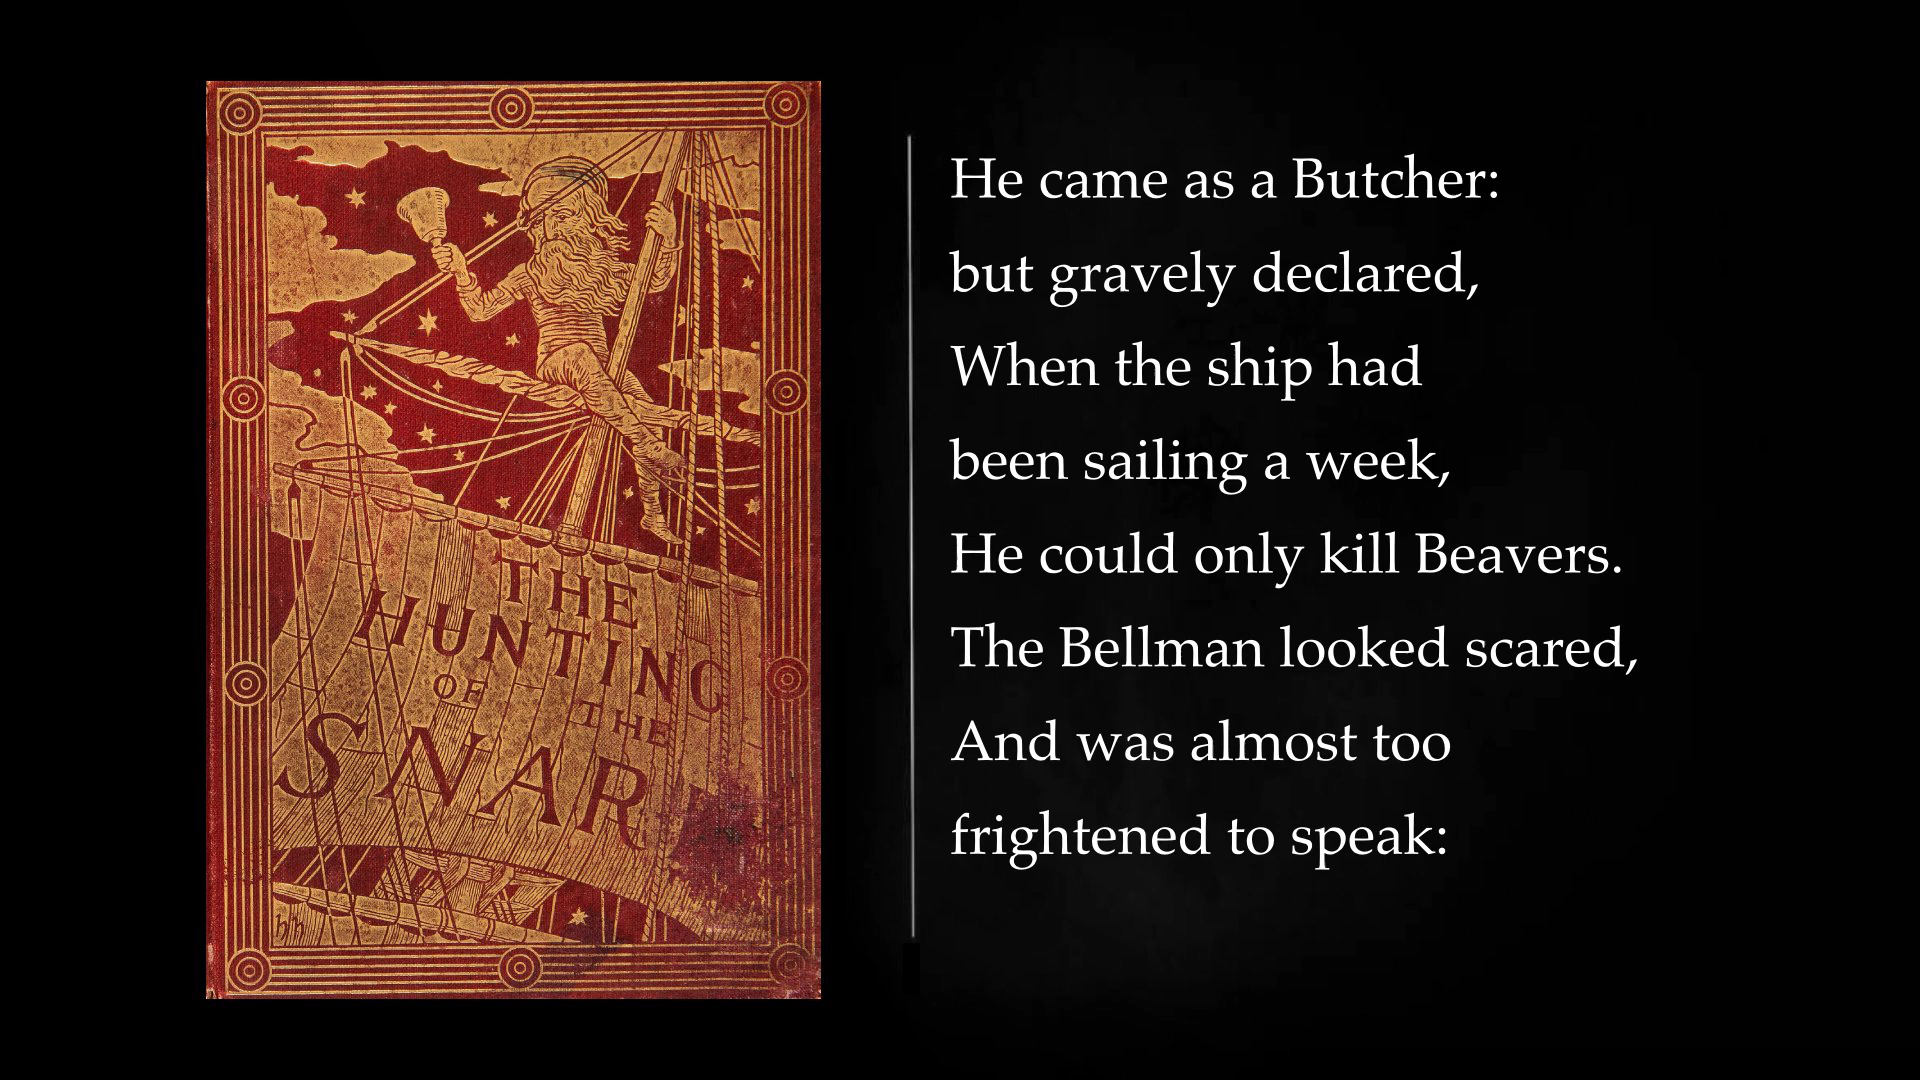 THE
HUNTING
OF THE
SNAR
He came as a Butcher:
but gravely declared,
When the ship had
been sailing a week,
He could only kill Beavers.
The Bellman looked scared,
And was almost too
frightened to speak: